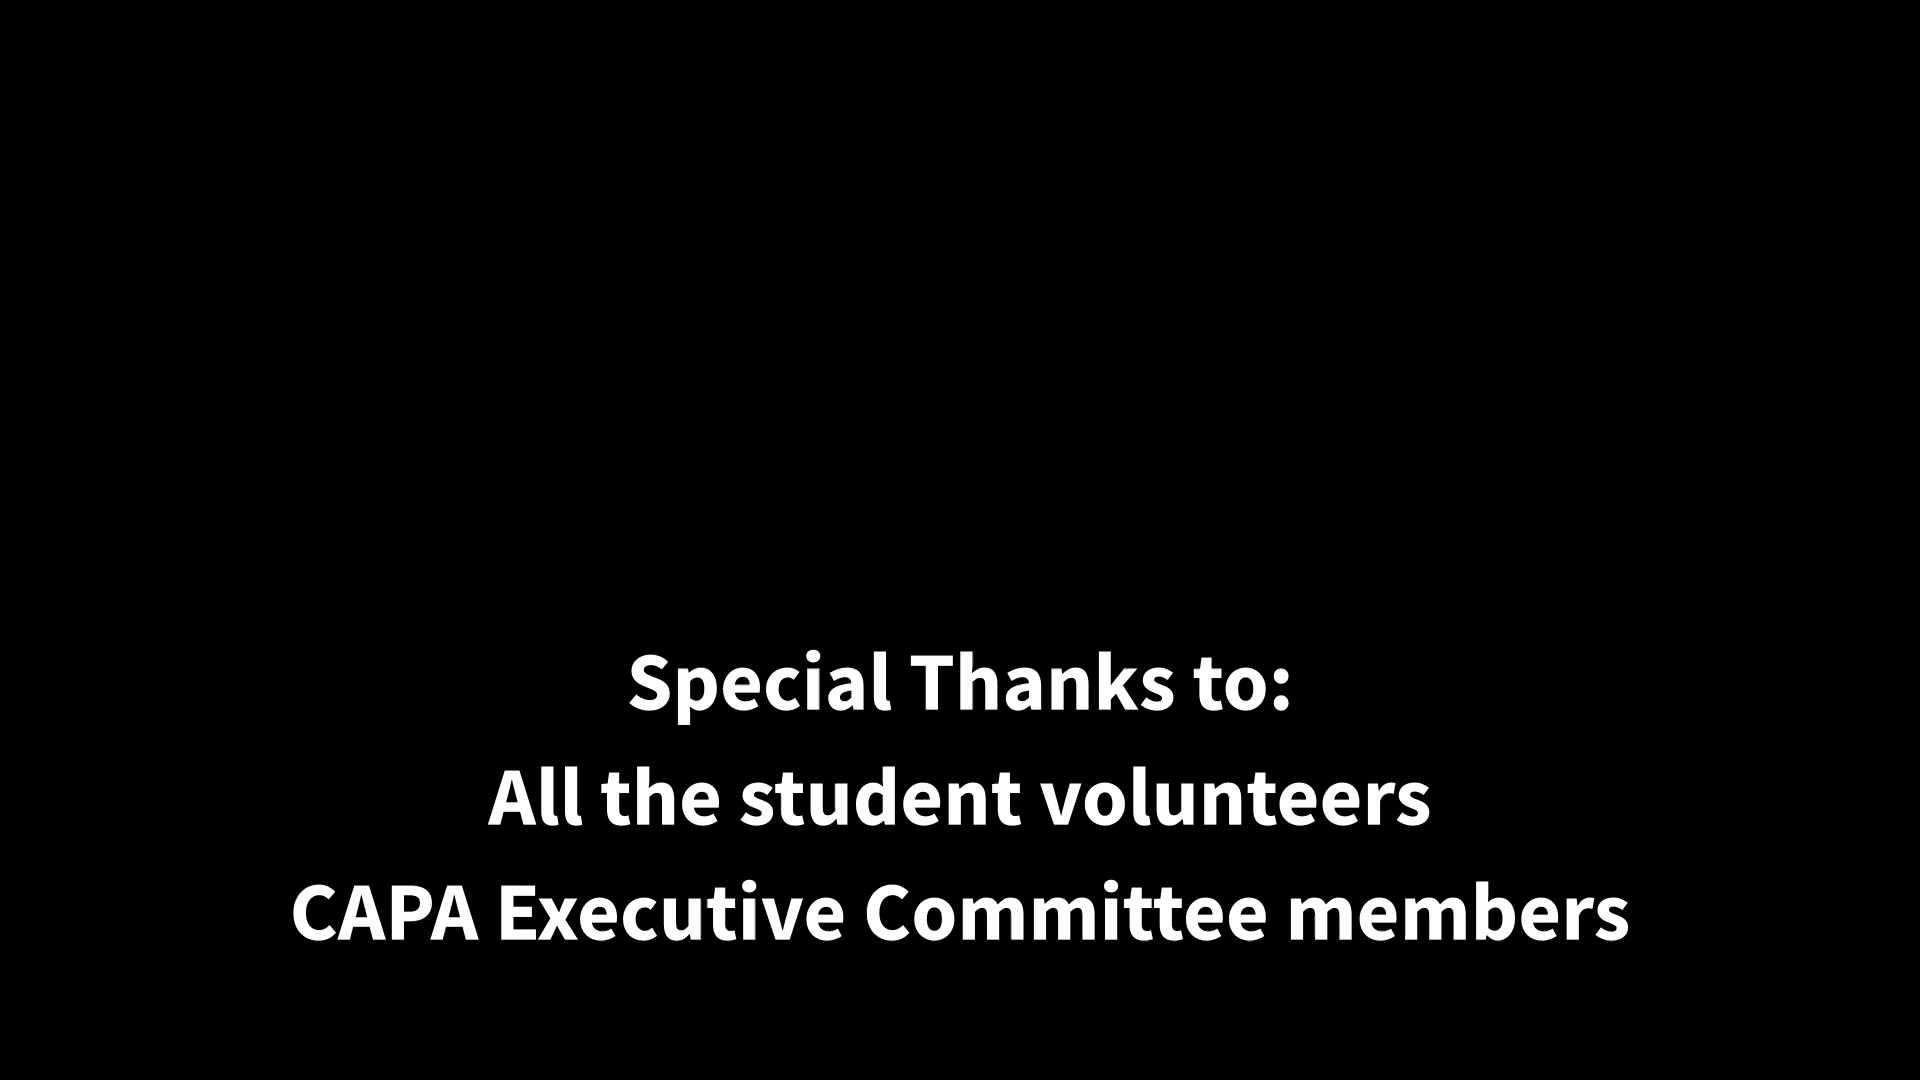 Special Thanks to:
All the student volunteers
CAPA Executive Committee members